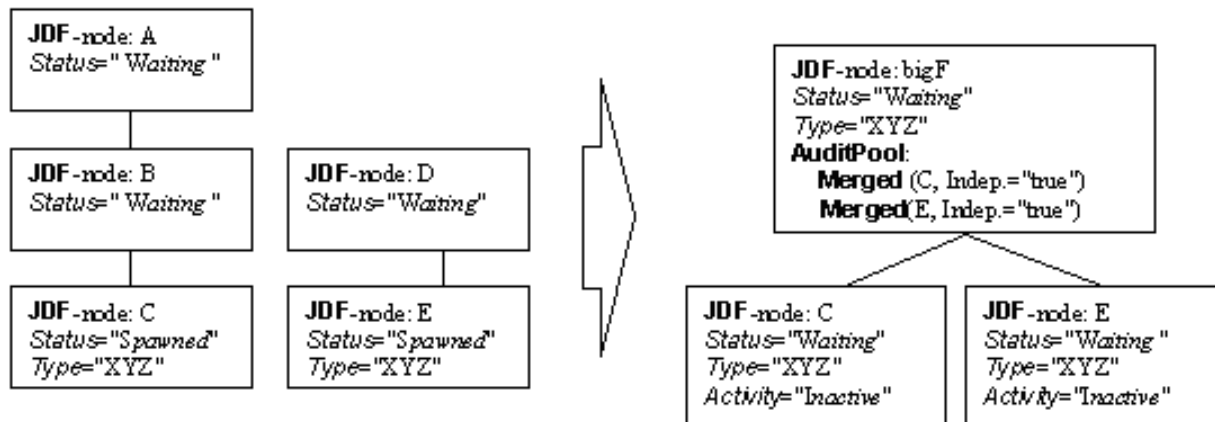 JDF-node: A
Status=" Waiting "
JDF-node: B
Status=" Waiting "
JDF-node: C
Status="Spawned"
Type="XYZ"
JDF-node: D
Status="Waiting"
JDF-node: E
Status="Spawned"
Type="XYZ"
JDF-node: bigF
Status="Waiting"
Type="XYZ"
AuditPool:
Merged (C, Indep.="true")
Merged(E, Indep.="true")
JDF-node: C
Status="Waiting"
Type="XYZ"
Activity="Inactive"
JDF-node: E
Status="Waiting "
Type="XYZ"
Activity="Inactive"